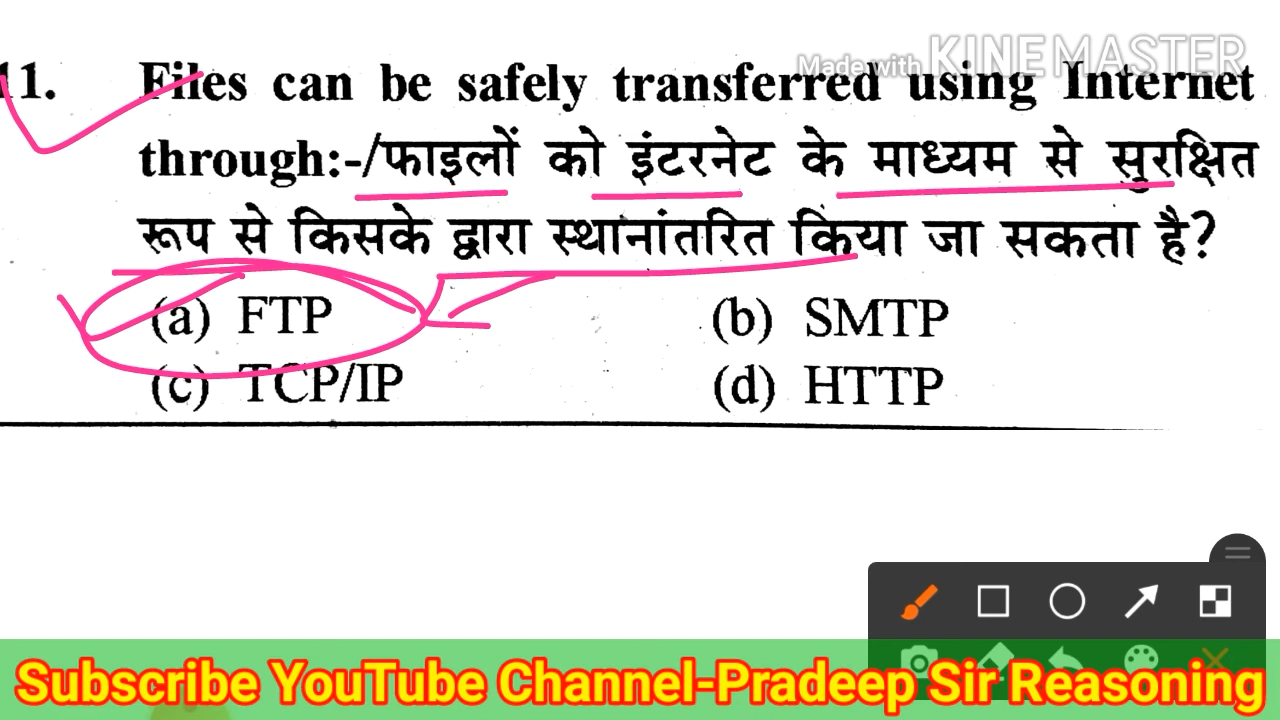 Made with KINEMASTER
11. Files can be safely transferred using Internet
through:-/फाइलों को इंटरनेट के माध्यम से सुरक्षित
रूप से किसके द्वारा स्थानांतरित किया जा सकता है?
(a) FTP (b) SMTP
(c) TCP/IP (d) HTTP
Subscribe YouTube Channel-Pradeep Sir Reasoning